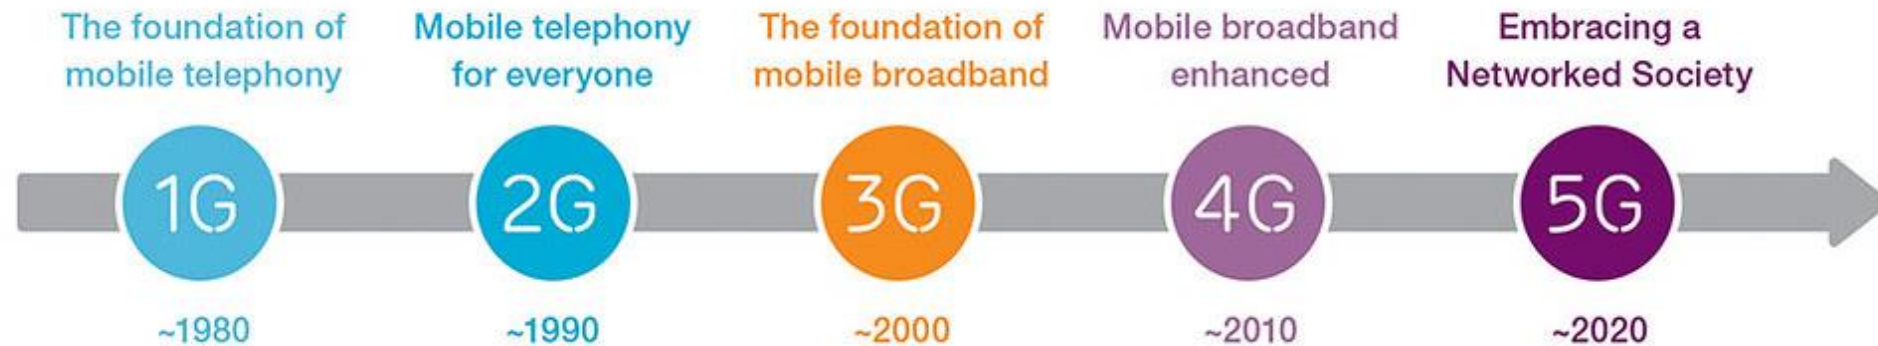 The foundation of
mobile telephony
Mobile telephony
for everyone
The foundation of
mobile broadband
Mobile broadband
enhanced
Embracing a
Networked Society
1G
2G
3G
4G
5G
~1980
~1990
~2000
~2010
~2020